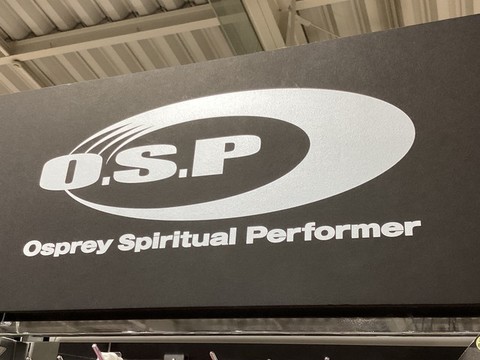 O.S.P
Osprey Spiritual Performer